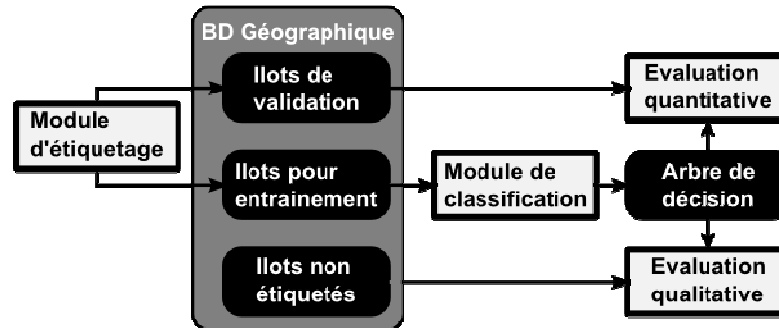 BD Géographique
Ilots de
validation
Evaluation
quantitative
Module
d'étiquetage
Ilots pour
entrainement
Module de
classification
Arbre de
décision
Ilots non
étiquetés
Evaluation
qualitative